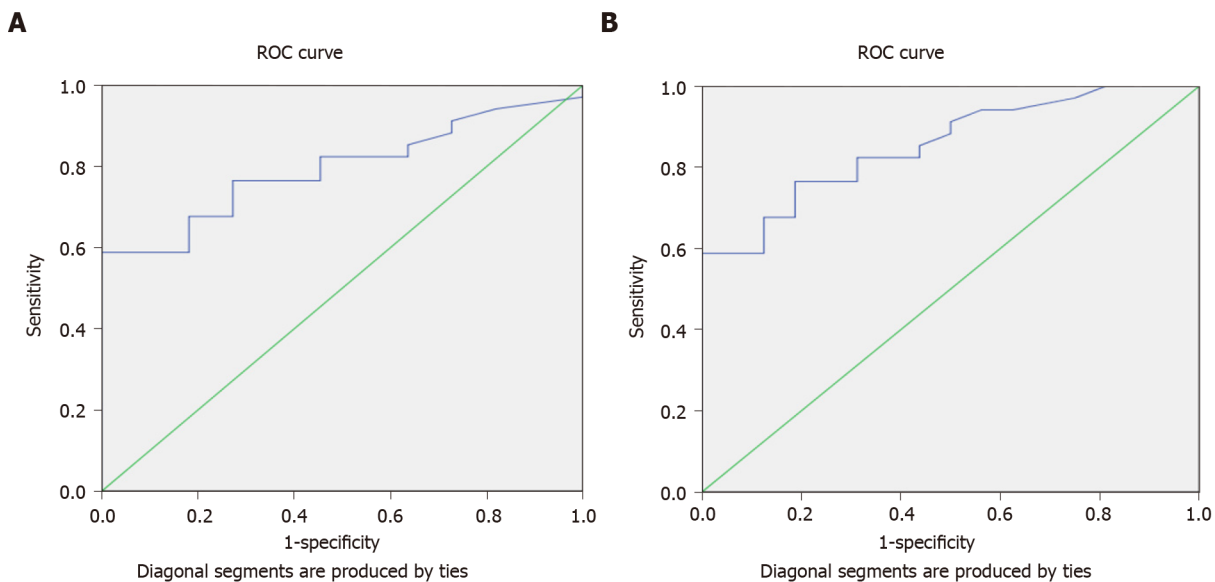 A
ROC curve
1.0
0.8
0.6
0.4
0.2
0.0
Sensitivity
0.0 0.2 0.4 0.6 0.8 1.0
1-specificity
Diagonal segments are produced by ties
B
ROC curve
1.0
0.8
0.6
0.4
0.2
0.0
Sensitivity
0.0 0.2 0.4 0.6 0.8 1.0
1-specificity
Diagonal segments are produced by ties